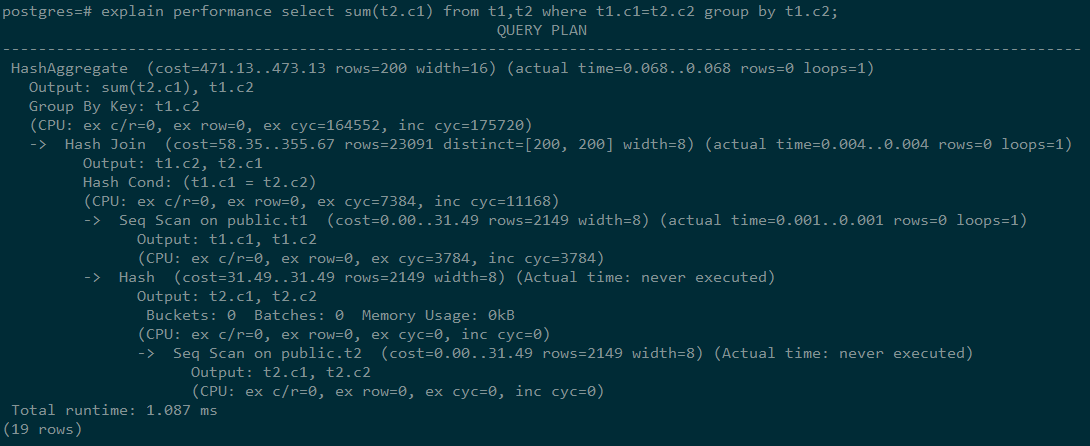 postgres=# explain performance select sum(t2.c1) from t1,t2 where t1.c1=t2.c2 group by t1.c2;
QUERY PLAN
--------------------------------------------------------------------------------------------------------------------
HashAggregate  (cost=471.13..473.13 rows=200 width=16) (actual time=0.068..0.068 rows=0 loops=1)
Output: sum(t2.c1), t1.c2
Group By Key: t1.c2
(CPU: ex c/r=0, ex row=0, ex cyc=164552, inc cyc=175720)
->  Hash Join  (cost=58.35..355.67 rows=23091 distinct=[200, 200] width=8) (actual time=0.004..0.004 rows=0 loops=1)
Output: t1.c2, t2.c1
Hash Cond: (t1.c1 = t2.c2)
(CPU: ex c/r=0, ex row=0, ex cyc=7384, inc cyc=11168)
->  Seq Scan on public.t1  (cost=0.00..31.49 rows=2149 width=8) (actual time=0.001..0.001 rows=0 loops=1)
Output: t1.c1, t1.c2
(CPU: ex c/r=0, ex row=0, ex cyc=3784, inc cyc=3784)
->  Hash  (cost=31.49..31.49 rows=2149 width=8) (Actual time: never executed)
Output: t2.c1, t2.c2
Buckets: 0  Batches: 0  Memory Usage: 0kB
(CPU: ex c/r=0, ex row=0, ex cyc=0, inc cyc=0)
->  Seq Scan on public.t2  (cost=0.00..31.49 rows=2149 width=8) (Actual time: never executed)
Output: t2.c1, t2.c2
(CPU: ex c/r=0, ex row=0, ex cyc=0, inc cyc=0)
Total runtime: 1.087 ms
(19 rows)